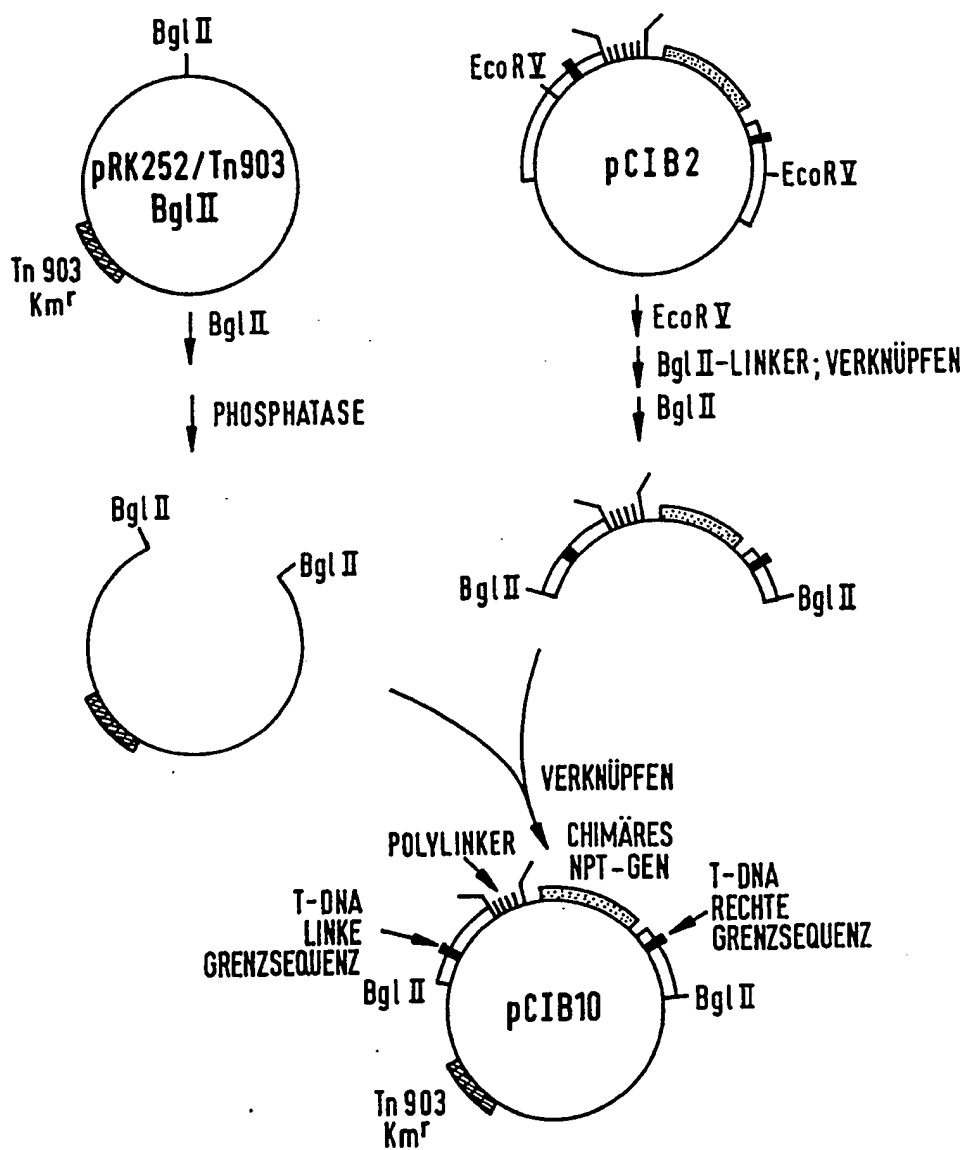 Bgl II
pRK252/Tn903
Bgl II
Tn 903
Kmʳ
EcoR V
pCIB2
EcoR V
Bgl II
PHOSPHATASE
EcoR V
Bgl II-LINKER; VERKNÜPFEN
Bgl II
Bgl II
Bgl II
Bgl II
Bgl II
VERKNÜPFEN
POLYLINKER
CHIMÄRES
NPT-GEN
T-DNA
LINKE
GRENZSEQUENZ
T-DNA
RECHTE
GRENZSEQUENZ
Bgl II
Bgl II
pCIB10
Tn 903
Kmʳ